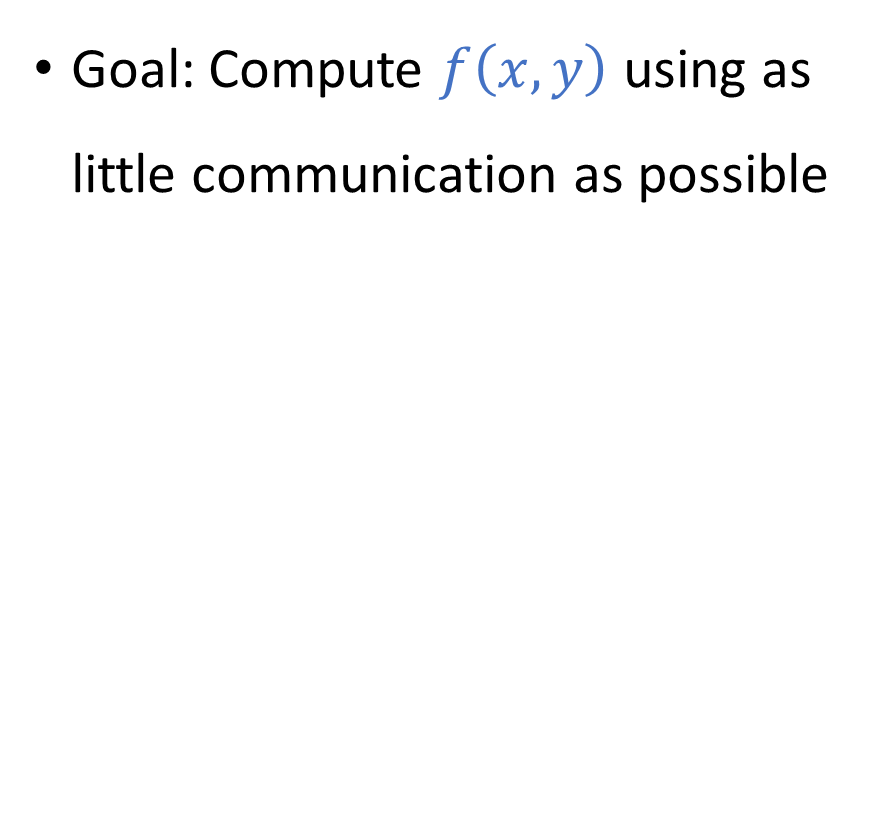 • Goal: Compute f(x, y) using as
little communication as possible